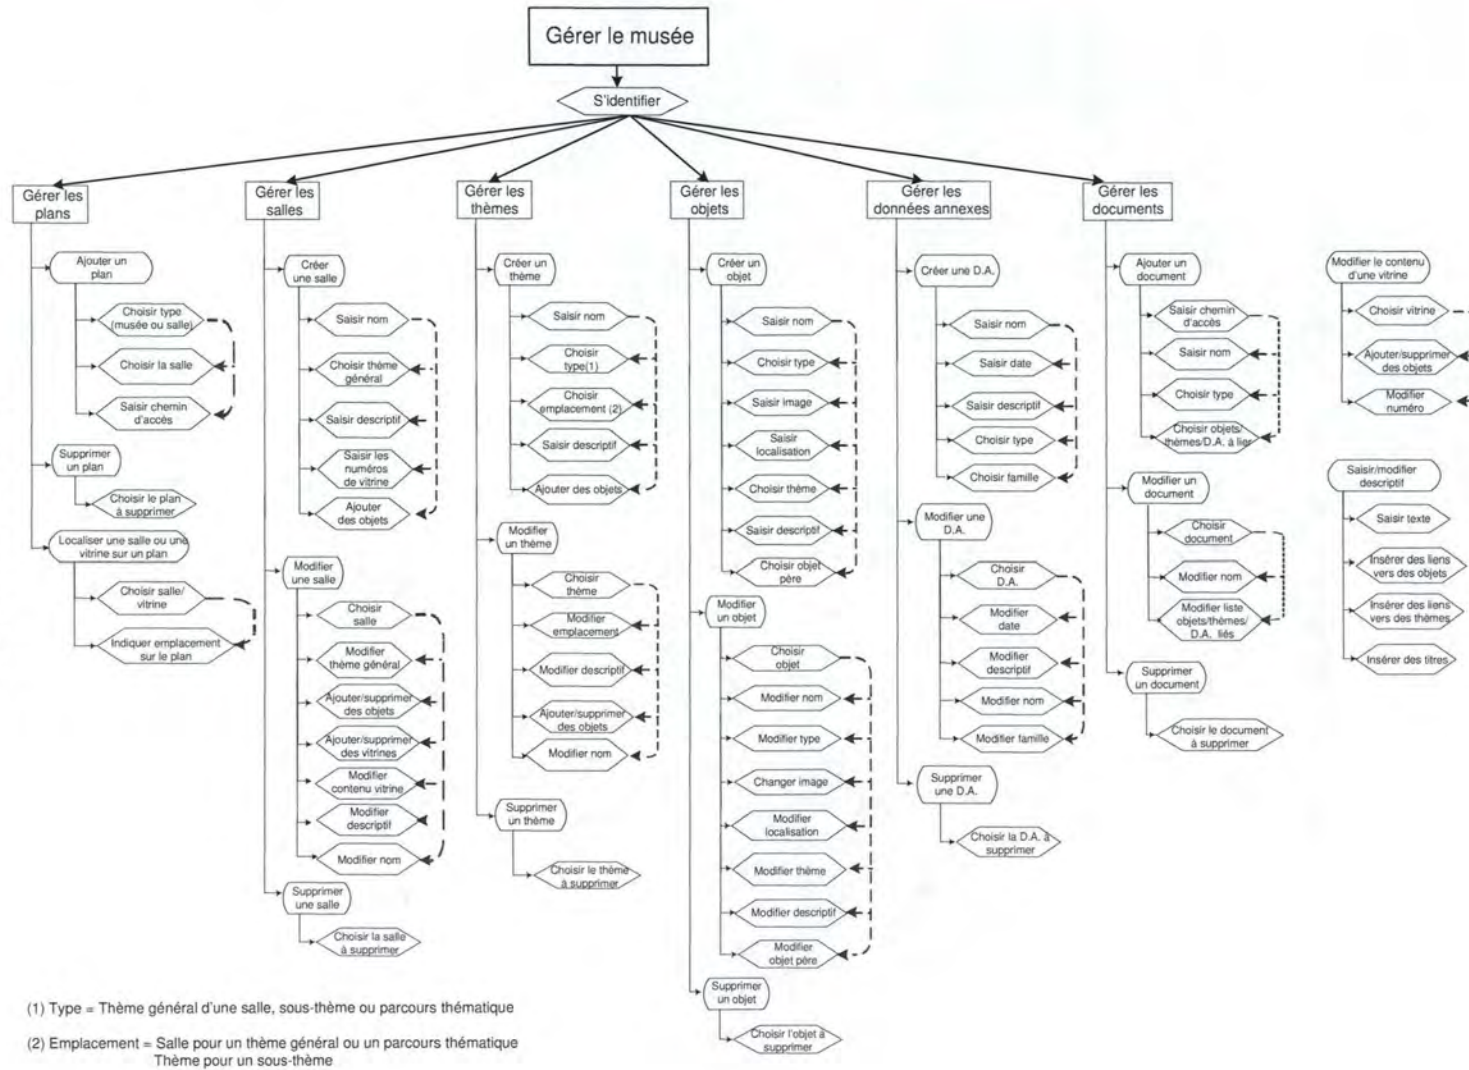 Gérer le musée
S'identifier
Gérer les
plans
Ajouter un
plan
Choisir type
(musée ou salle)
Choisir la salle
Saisir chemin
d'accès
Supprimer
un plan
Choisir le plan
à supprimer
Localiser une salle ou une
vitrine sur un plan
Choisir salle/
vitrine
Indiquer emplacement
sur le plan
Gérer les
salles
Créer
une salle
Saisir nom
Choisir thème
général
Saisir descriptif
Saisir les
numéros
de vitrine
Ajouter
des objets
Modifier
une salle
Choisir
salle
Modifier
thème général
Ajouter/supprimer
des objets
Ajouter/supprimer
des vitrines
Modifier
contenu vitrine
Modifier
descriptif
Modifier nom
Supprimer
une salle
Choisir la salle
à supprimer
Gérer les
thèmes
Créer un
thème
Saisir nom
Choisir
type(1)
Choisir
emplacement (2)
Saisir descriptif
Ajouter des objets
Modifier
un thème
Choisir
thème
Modifier
emplacement
Modifier descriptif
Ajouter/supprimer
des objets
Modifier nom
Supprimer
un thème
Choisir le thème
à supprimer
Gérer les
objets
Créer un
objet
Saisir nom
Choisir type
Saisir image
Saisir
localisation
Choisir thème
Saisir descriptif
Choisir objet
père
Modifier
un objet
Choisir
objet
Modifier nom
Modifier type
Changer image
Modifier
localisation
Modifier thème
Modifier descriptif
Modifier
objet père
Supprimer
un objet
Choisir l'objet à
supprimer
Gérer les
données annexes
Créer une D.A.
Saisir nom
Saisir date
Saisir descriptif
Choisir type
Choisir famille
Modifier une
D.A.
Choisir
D.A.
Modifier
date
Modifier
descriptif
Modifier nom
Modifier famille
Supprimer
une D.A.
Choisir la D.A. à
supprimer
Gérer les
documents
Ajouter un
document
Saisir chemin
d'accès
Saisir nom
Choisir type
Choisir objets/
thèmes/D.A. à lier
Modifier un
document
Choisir
document
Modifier nom
Modifier liste
objets/thèmes/
D.A. liés
Supprimer
un document
Choisir le document
à supprimer
Modifier le contenu
d'une vitrine
Choisir vitrine
Ajouter/supprimer
des objets
Modifier
numéro
Saisir/modifier
descriptif
Saisir texte
Insérer des liens
vers des objets
Insérer des liens
vers des thèmes
Insérer des titres
(1) Type = Thème général d'une salle, sous-thème ou parcours thématique
(2) Emplacement = Salle pour un thème général ou un parcours thématique
Thème pour un sous-thème